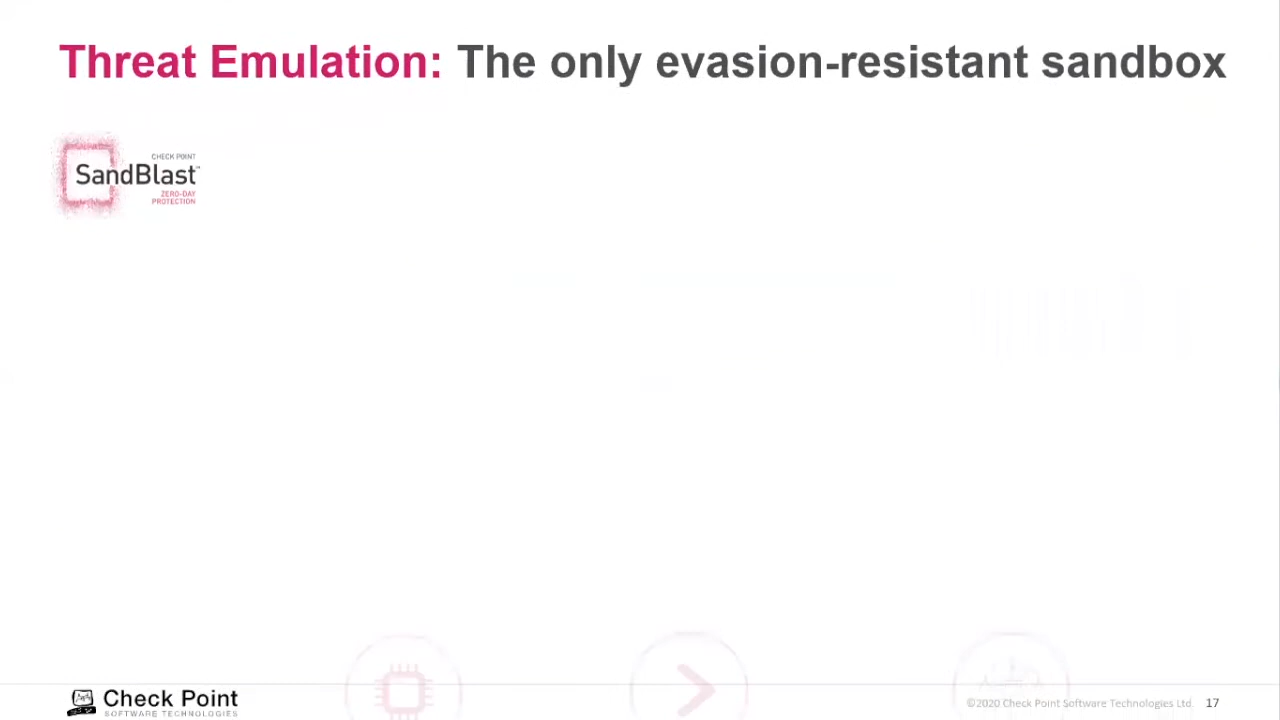 Threat Emulation: The only evasion-resistant sandbox
CHECK POINT
SandBlast™
ZERO-DAY
PROTECTION
Check Point
SOFTWARE TECHNOLOGIES
©2020 Check Point Software Technologies Ltd. 17